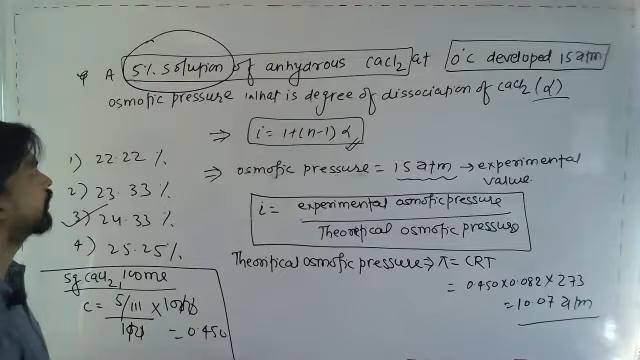 A 5% solution of anhydrous CaCl2 at 0°C developed 15 atm
osmotic pressure what is degree of dissociation of CaCl2 (α)
⇒ i = 1+(n-1) α
1) 22.22 %
2) 23.33 %
3) 24.33 %
4) 25.25 %
⇒ osmotic pressure = 15 atm → experimental
value
i = experimental osmotic pressure
Theoretical osmotic pressure
Theoritical osmotic pressure ⇒ π = CRT
= 0.450 x 0.082 x 273
= 10.07 atm
5g CaCl2, 100ml
C = 5/111 x 1000
100 = 0.450